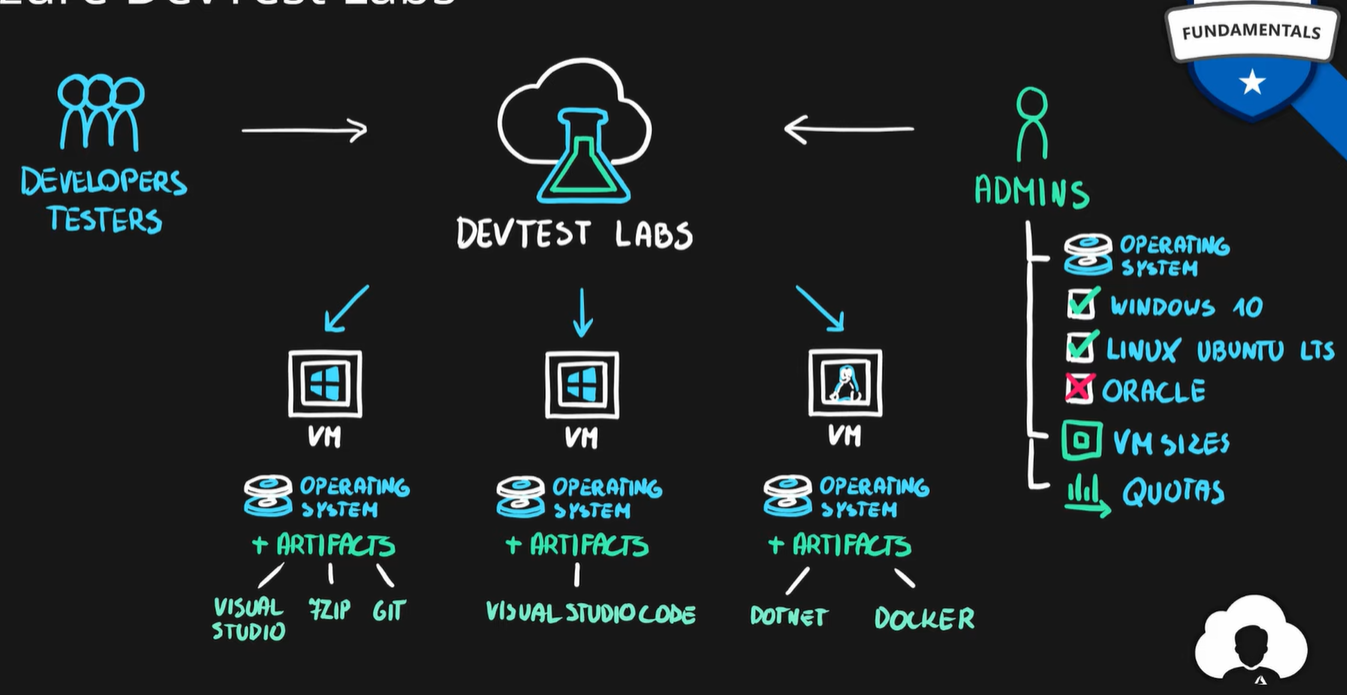 zure DevTest Labs
FUNDAMENTALS
DEVELOPERS
TESTERS
DEVTEST LABS
ADMINS
OPERATING
SYSTEM
WINDOWS 10
LINUX UBUNTU LTS
ORACLE
VM SIZES
QUOTAS
VM
OPERATING
SYSTEM
+ ARTIFACTS
VISUAL
STUDIO
7ZIP
GIT
VM
OPERATING
SYSTEM
+ ARTIFACTS
VISUAL STUDIO CODE
VM
OPERATING
SYSTEM
+ ARTIFACTS
DOTNET
DOCKER